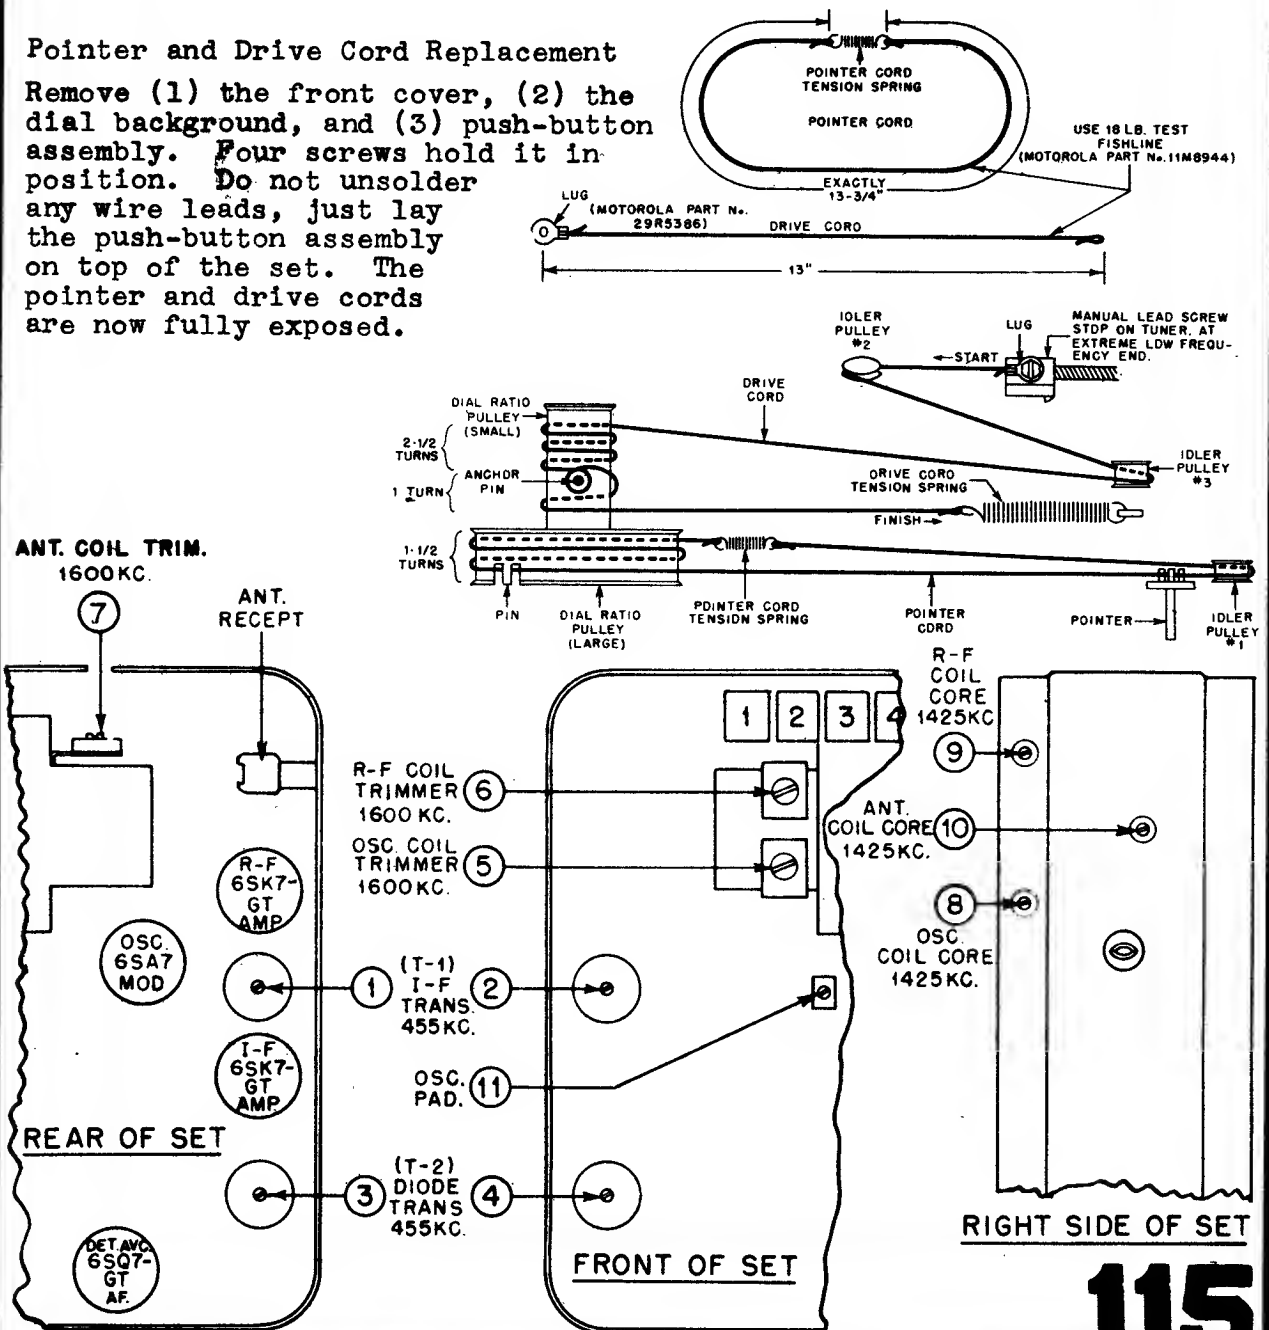 Pointer and Drive Cord Replacement
Remove (1) the front cover, (2) the
dial background, and (3) push-button
assembly. Four screws hold it in
position. Do not unsolder
any wire leads, just lay
the push-button assembly
on top of the set. The
pointer and drive cords
are now fully exposed.
POINTER CORD
TENSION SPRING
POINTER CORD
EXACTLY
13-3/4"
USE 18 LB. TEST
FISHLINE
(MOTOROLA PART No. 11M8944)
LUG
(MOTOROLA PART No.
29R5386)
DRIVE CORD
13"
IDLER
PULLEY
#2
START
LUG
MANUAL LEAD SCREW
STOP ON TUNER, AT
EXTREME LOW FREQU-
ENCY END.
DIAL RATIO
PULLEY
(SMALL)
DRIVE
CORD
2-1/2
TURNS
ANCHOR
PIN
1 TURN
DRIVE CORD
TENSION SPRING
IDLER
PULLEY
#3
FINISH
1-1/2
TURNS
PIN
DIAL RATIO
PULLEY
(LARGE)
POINTER CORD
TENSION SPRING
POINTER
CORD
POINTER
IDLER
PULLEY
#1
ANT. COIL TRIM.
1600 KC.
7
ANT.
RECEPT
R-F
6SK7-
GT
AMP.
OSC.
6SA7
MOD
I-F
6SK7-
GT
AMP.
REAR OF SET
DET. AVC.
6SQ7-
GT
AF.
1
(T-1)
I-F
TRANS.
455KC.
2
3
(T-2)
DIODE
TRANS
455KC.
4
R-F COIL
TRIMMER
1600 KC.
6
OSC. COIL
TRIMMER
1600 KC.
5
OSC.
PAD.
11
1 2 3 4
FRONT OF SET
R-F
COIL
CORE
1425KC
9
ANT.
COIL CORE
1425KC.
10
8
OSC.
COIL CORE
1425KC.
RIGHT SIDE OF SET
115